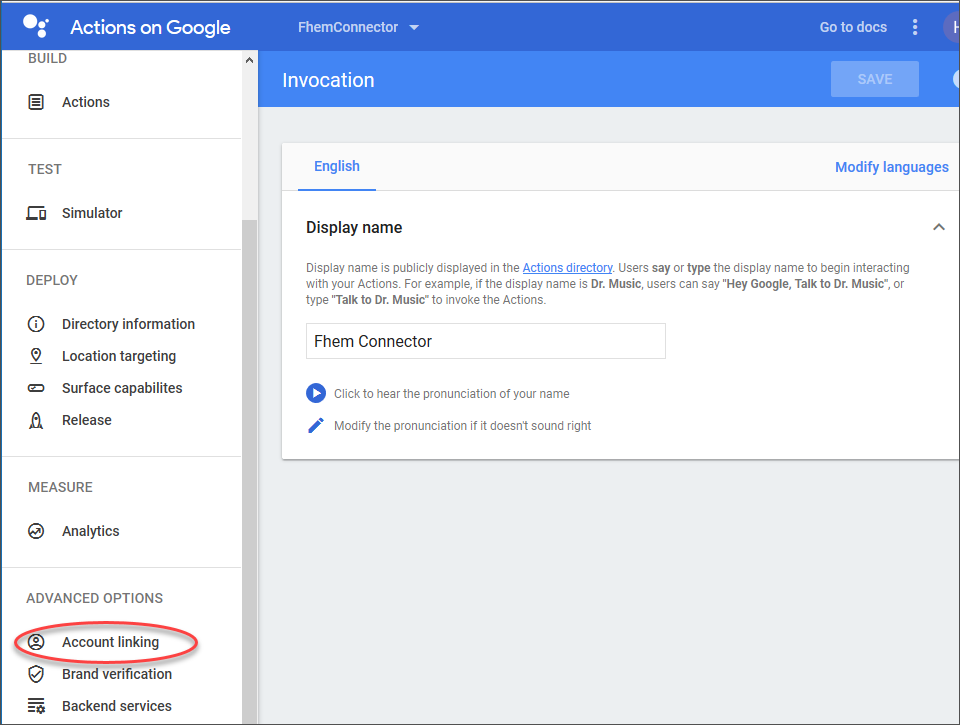 Actions on Google
FhemConnector
Go to docs
H
BUILD
Actions
TEST
Simulator
DEPLOY
Directory information
Location targeting
Surface capabilites
Release
MEASURE
Analytics
ADVANCED OPTIONS
Account linking
Brand verification
Backend services
Invocation
SAVE
English
Modify languages
Display name
Display name is publicly displayed in the Actions directory. Users say or type the display name to begin interacting
with your Actions. For example, if the display name is Dr. Music, users can say "Hey Google, Talk to Dr. Music", or
type "Talk to Dr. Music" to invoke the Actions.
Fhem Connector
Click to hear the pronunciation of your name
Modify the pronunciation if it doesn't sound right